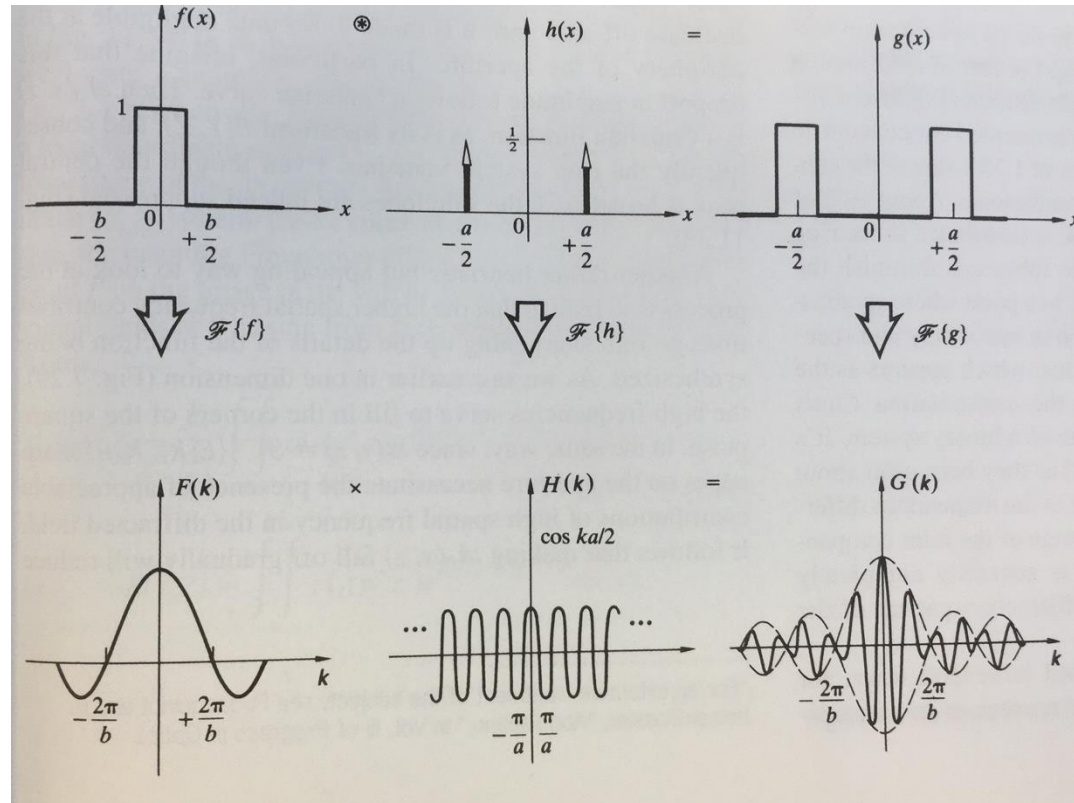 f(x) ⊛ h(x) = g(x)
1
1/2
0 x 0 x 0 x
-b/2 +b/2 -a/2 +a/2 -a/2 +a/2
ℱ{f} ℱ{h} ℱ{g}
F(k) × H(k) = G(k)
cos ka/2
... ...
k k
-2π/b +2π/b -π/a π/a -2π/b 2π/b